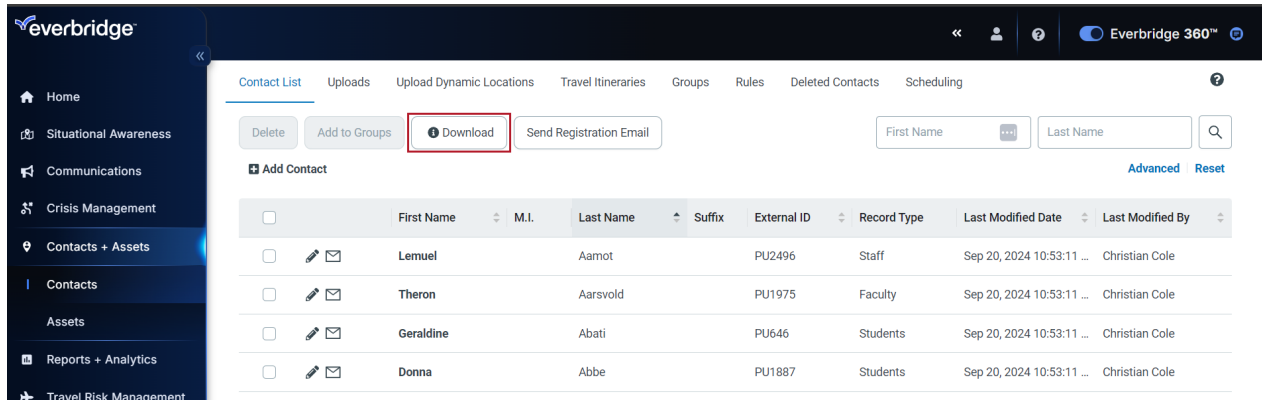 everbridge™
Everbridge 360™
Home
Situational Awareness
Communications
Crisis Management
Contacts + Assets
Contacts
Assets
Reports + Analytics
Travel Risk Management
Contact List Uploads Upload Dynamic Locations Travel Itineraries Groups Rules Deleted Contacts Scheduling
Delete Add to Groups Download Send Registration Email First Name Last Name
Add Contact Advanced Reset
First Name M.I. Last Name Suffix External ID Record Type Last Modified Date Last Modified By
Lemuel Aamot PU2496 Staff Sep 20, 2024 10:53:11 ... Christian Cole
Theron Aarsvold PU1975 Faculty Sep 20, 2024 10:53:11 ... Christian Cole
Geraldine Abati PU646 Students Sep 20, 2024 10:53:11 ... Christian Cole
Donna Abbe PU1887 Students Sep 20, 2024 10:53:11 ... Christian Cole